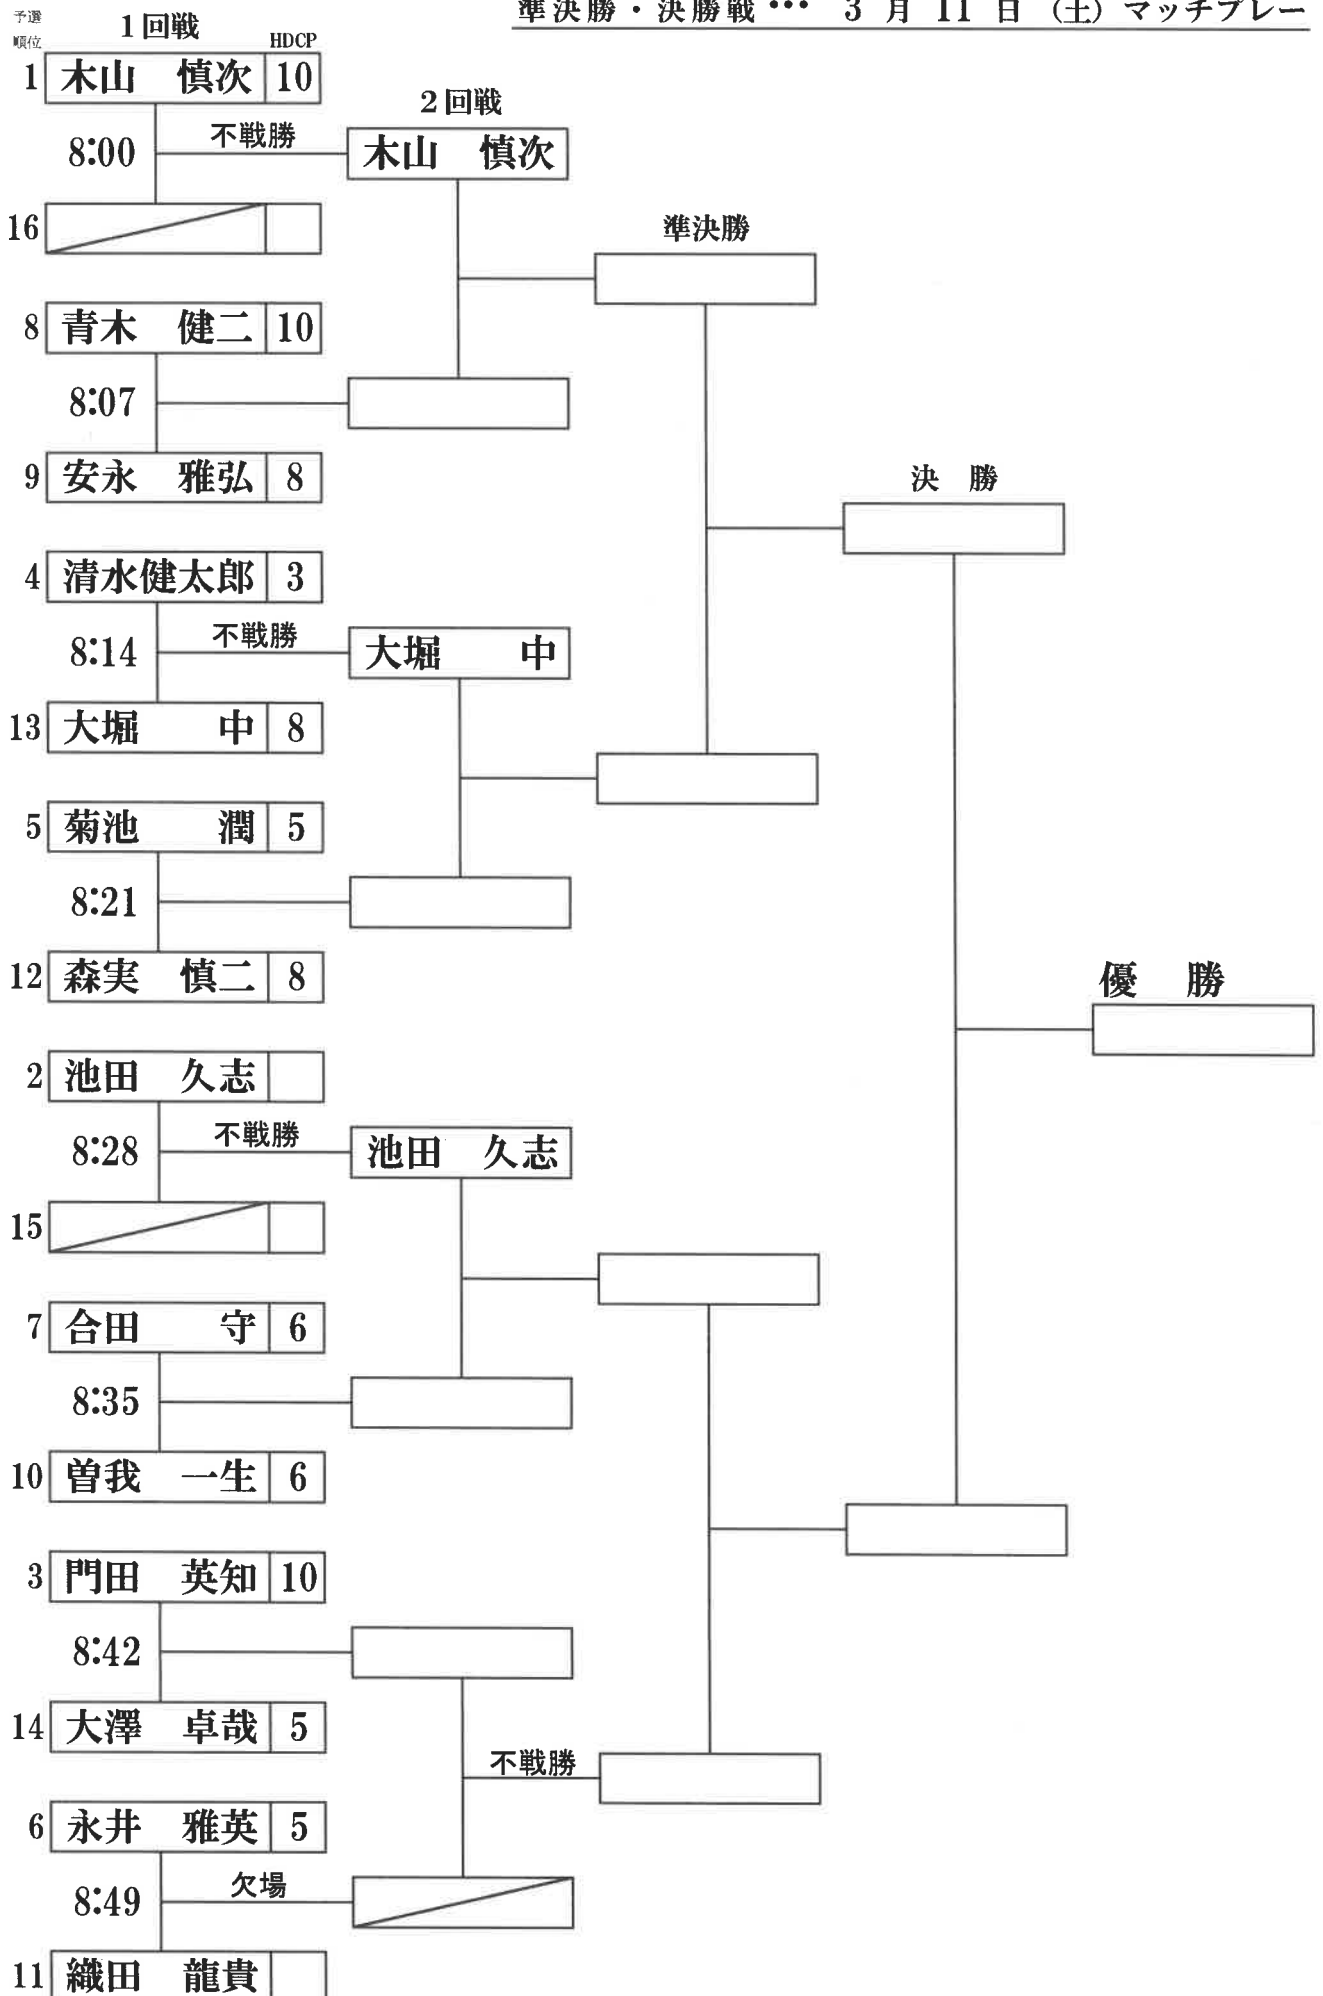 準決勝・決勝戦… 3月11日（土）マッチプレー
予選
順位
1回戦
HDCP
1 木山 慎次 10
2回戦
8:00 不戦勝 木山 慎次
16
準決勝
8 青木 健二 10
8:07
9 安永 雅弘 8
決 勝
4 清水健太郎 3
8:14 不戦勝 大堀 中
13 大堀 中 8
5 菊池 潤 5
8:21
12 森実 慎二 8
優 勝
2 池田 久志
8:28 不戦勝 池田 久志
15
7 合田 守 6
8:35
10 曽我 一生 6
3 門田 英知 10
8:42
14 大澤 卓哉 5
不戦勝
6 永井 雅英 5
8:49 欠場
11 織田 龍貴